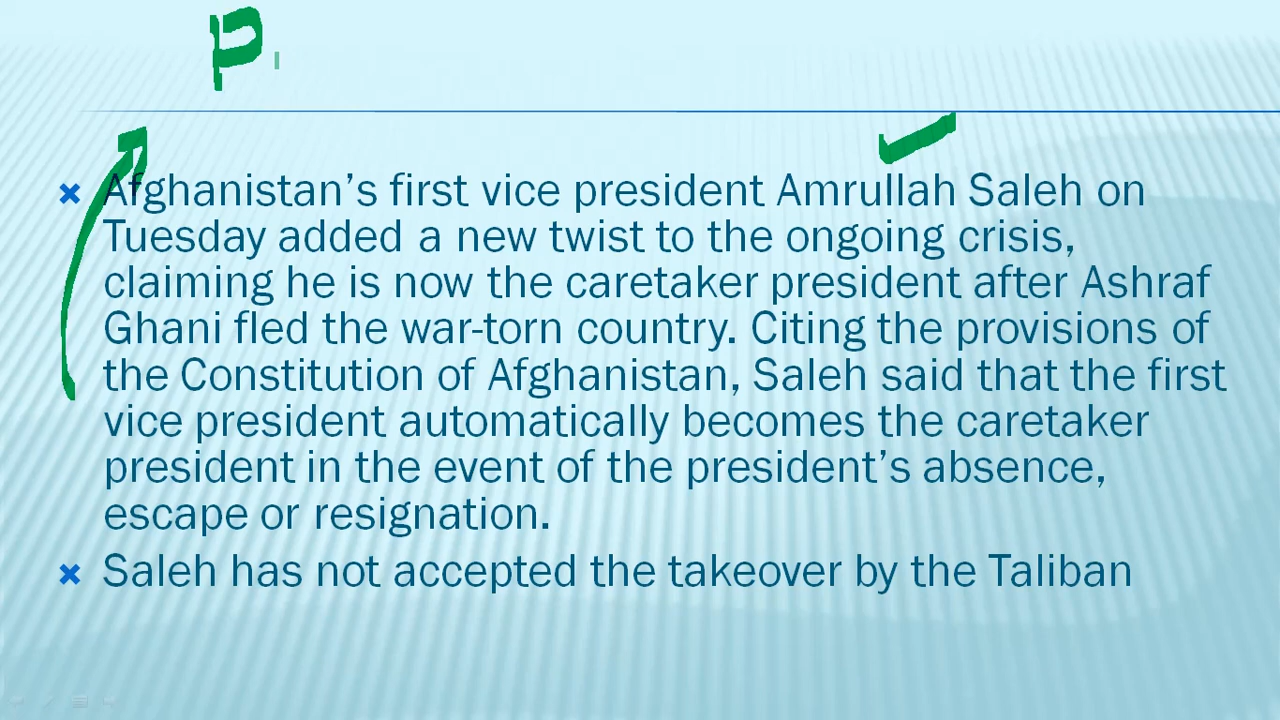 P
Afghanistan's first vice president Amrullah Saleh on
Tuesday added a new twist to the ongoing crisis,
claiming he is now the caretaker president after Ashraf
Ghani fled the war-torn country. Citing the provisions of
the Constitution of Afghanistan, Saleh said that the first
vice president automatically becomes the caretaker
president in the event of the president's absence,
escape or resignation.
Saleh has not accepted the takeover by the Taliban